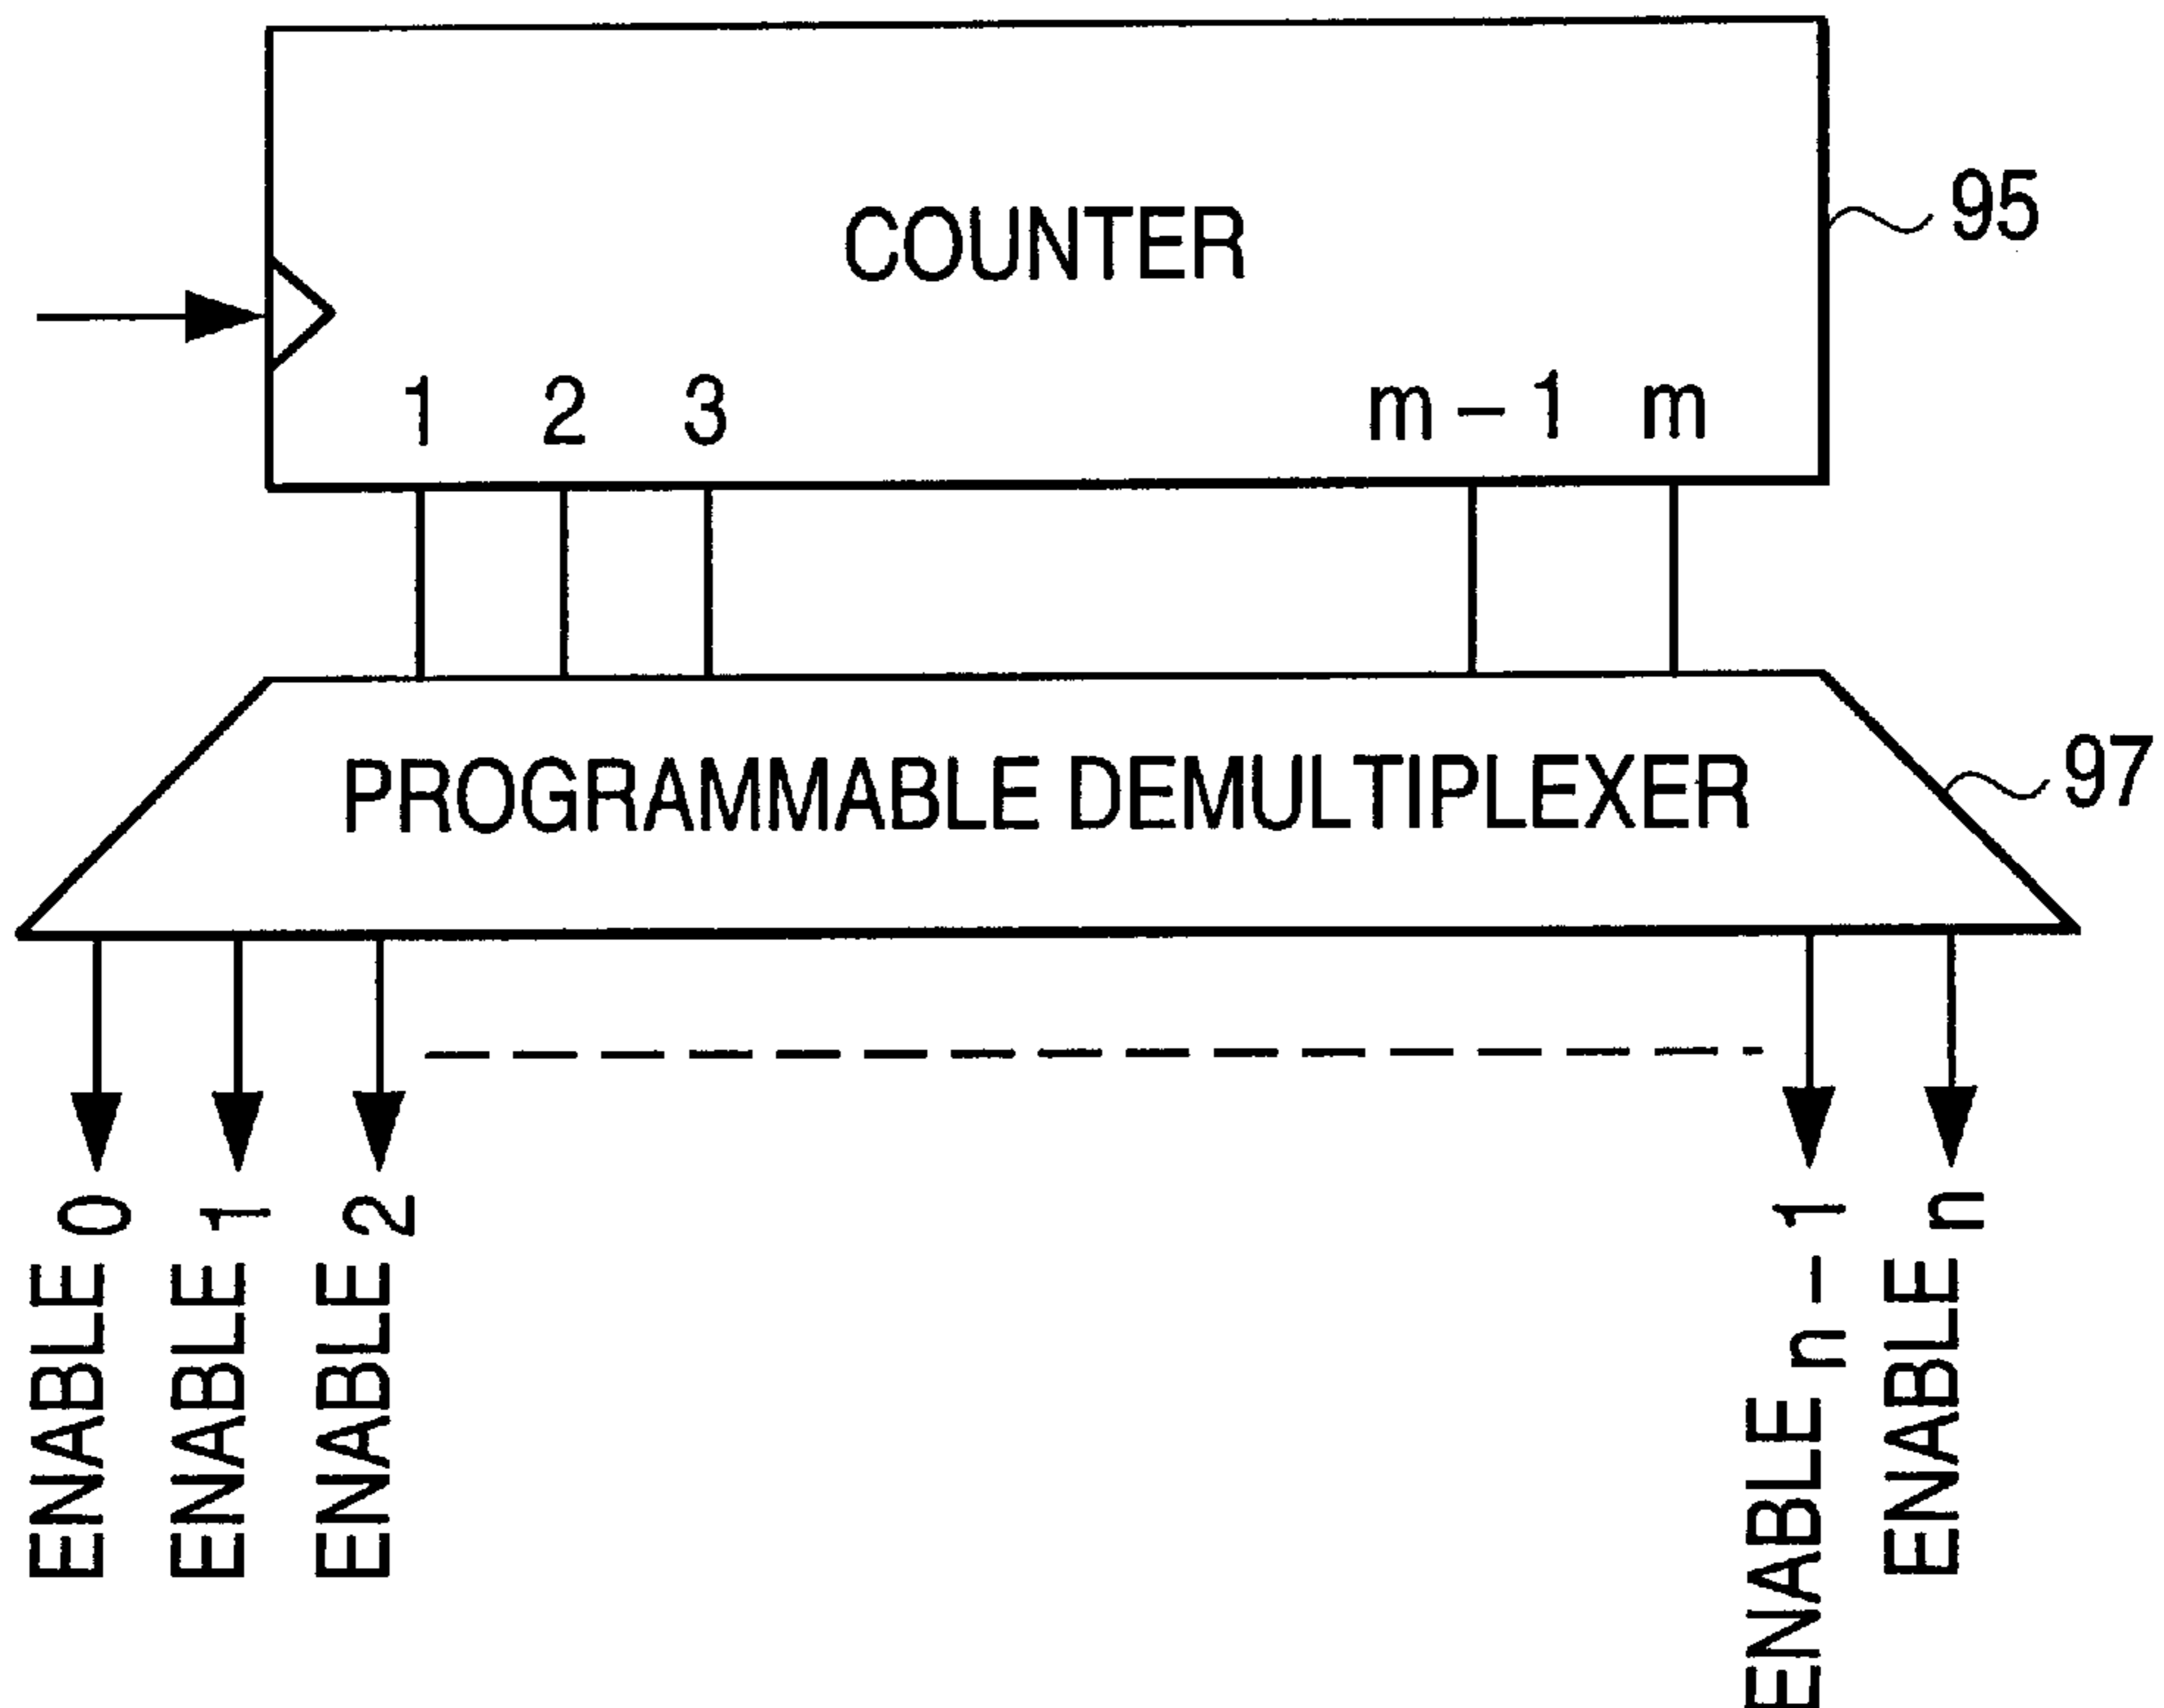 COUNTER
95
1 2 3 m-1 m
PROGRAMMABLE DEMULTIPLEXER
97
ENABLE 0
ENABLE 1
ENABLE 2
ENABLE n-1
ENABLE n